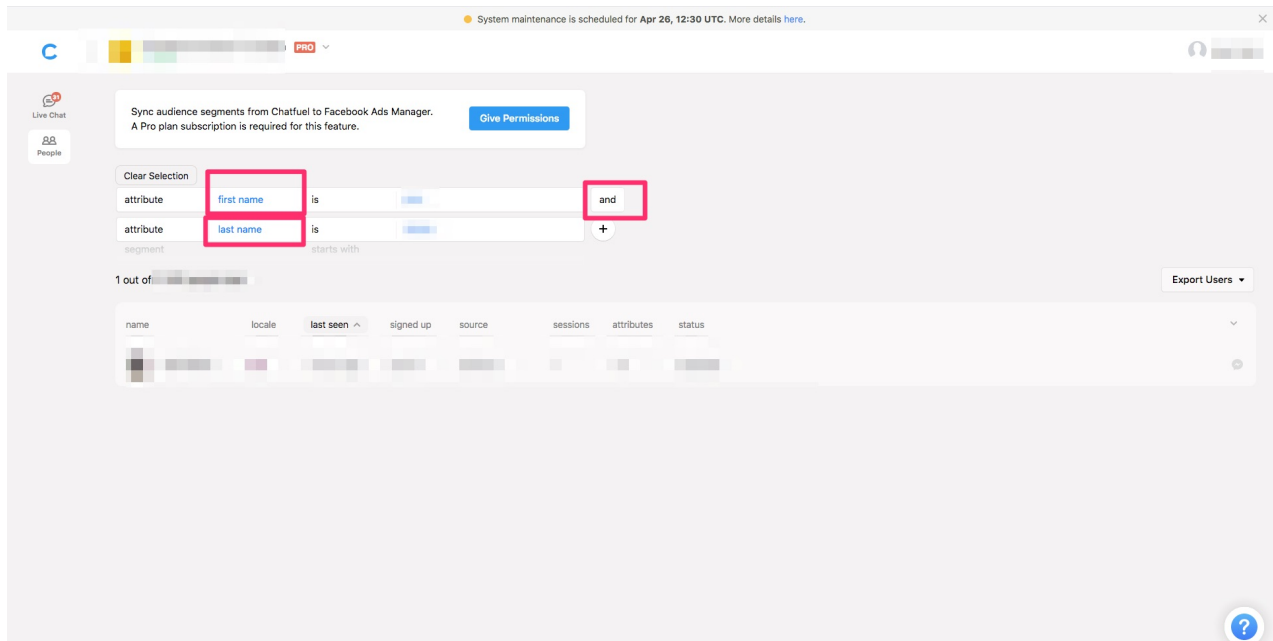 System maintenance is scheduled for Apr 26, 12:30 UTC. More details here.
PRO
Live Chat
People
Sync audience segments from Chatfuel to Facebook Ads Manager.
A Pro plan subscription is required for this feature.
Give Permissions
Clear Selection
attribute first name is and
attribute last name is +
segment starts with
1 out of
Export Users
name locale last seen signed up source sessions attributes status
?